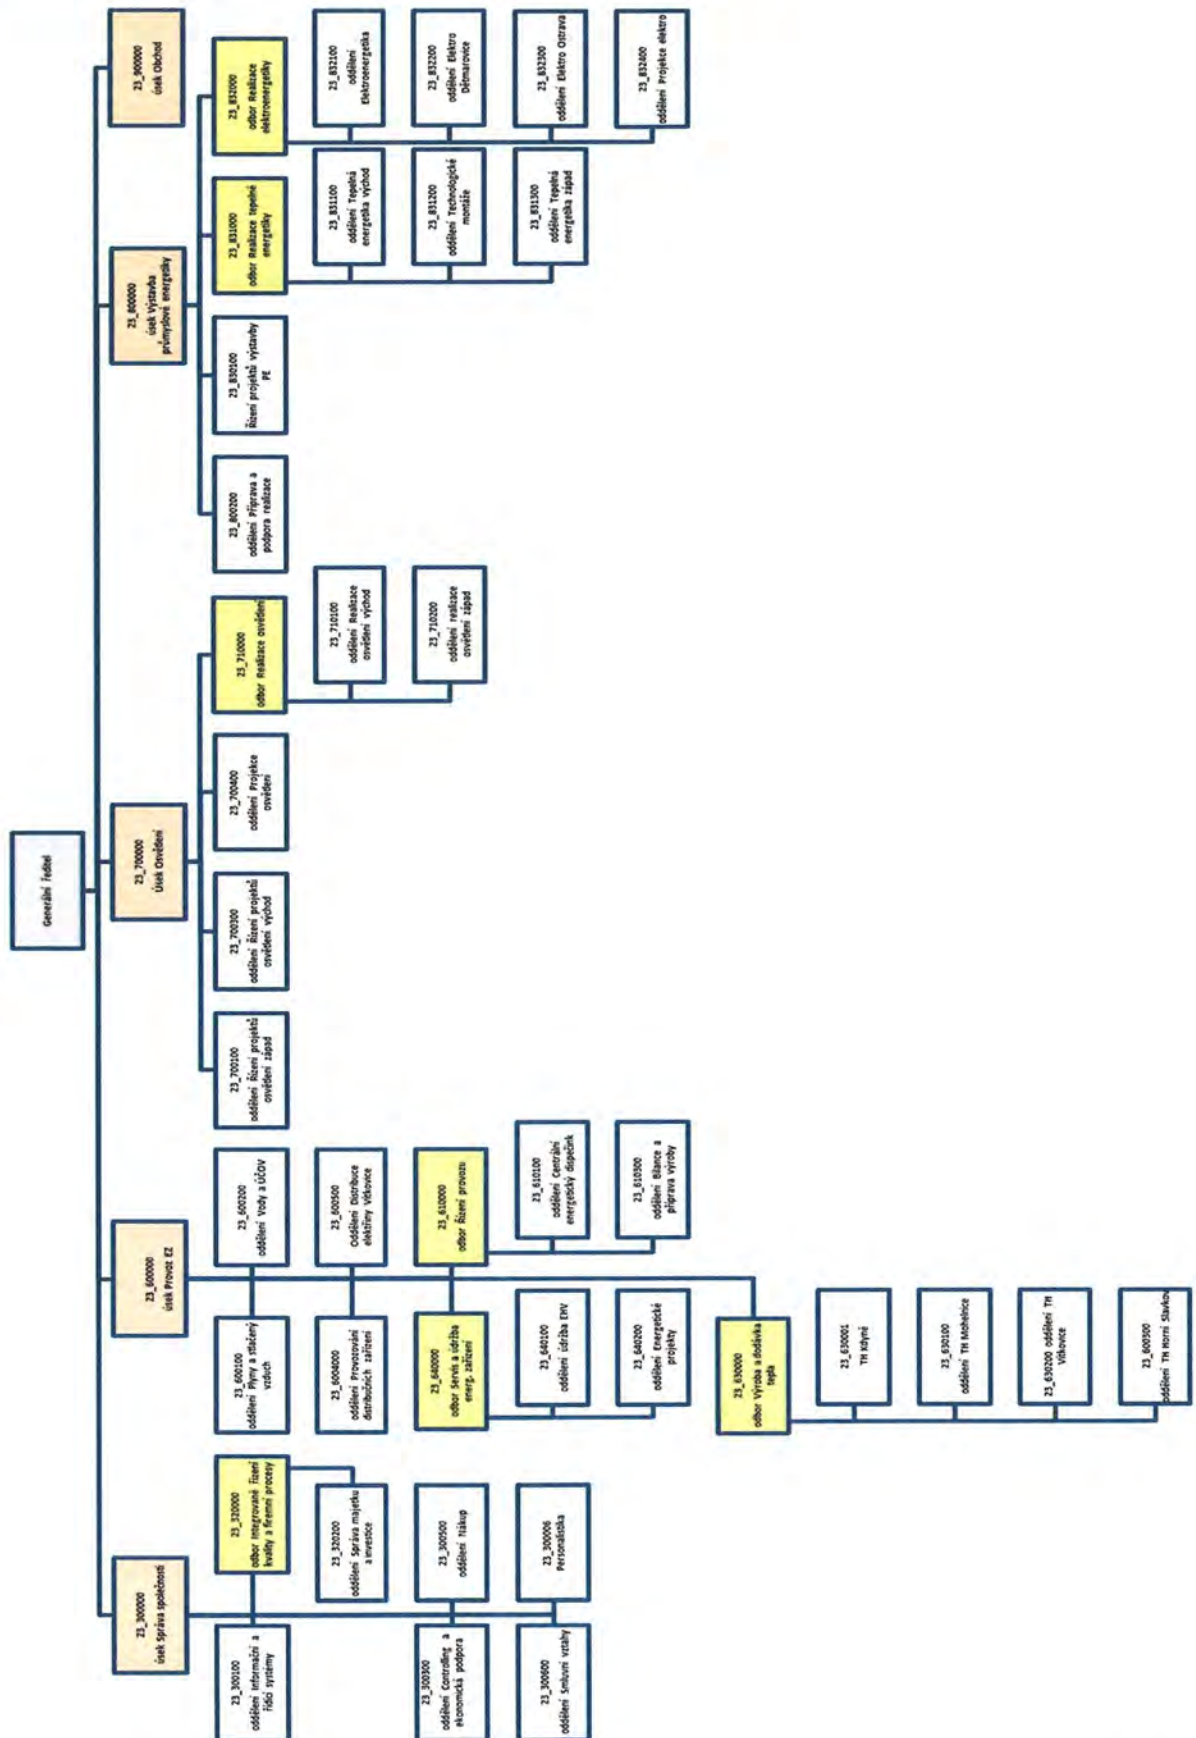 Generální ředitel
23_300000
úsek Správa společnosti
23_600000
úsek Provoz EZ
23_700000
Úsek Osvětlení
23_800000
úsek Výstavba
průmyslové energetiky
23_900000
úsek Obchod
23_300100
oddělení Informační a
řídicí systémy
23_320000
odbor Integrované řízení
kvality a firemní procesy
23_320200
oddělení Správa majetku
a investice
23_300300
oddělení Controlling a
ekonomická podpora
23_300500
oddělení Nákup
23_300600
oddělení Smluvní vztahy
23_300006
Personalistika
23_600100
oddělení Plyny a stlačený
vzduch
23_600200
oddělení Vody a ÚČOV
23_6004000
oddělení Provozování
distribučních zařízení
23_600500
Oddělení Distribuce
elektřiny Vítkovice
23_640000
odbor Servis a údržba
energ. zařízení
23_610000
odbor Řízení provozu
23_640100
oddělení údržba EMV
23_640200
oddělení Energetické
projekty
23_610100
oddělení Centrální
energetický dispečink
23_610300
oddělení Bilance a
příprava výroby
23_630000
odbor Výroba a dodávka
tepla
23_630001
TH Kdyně
23_630100
oddělení TH Mohelnice
23_630200 oddělení TH
Vítkovice
23_600300
oddělení TH Horní Slavkov
23_700100
oddělení Řízení projektů
osvětlení západ
23_700300
oddělení Řízení projektů
osvětlení východ
23_700400
oddělení Projekce
osvětlení
23_710000
odbor Realizace osvětlení
23_710100
oddělení Realizace
osvětlení východ
23_710200
oddělení realizace
osvětlení západ
23_800200
oddělení Příprava a
podpora realizace
23_830100
Řízení projektů výstavby
PE
23_831000
odbor Realizace tepelné
energetiky
23_832000
odbor Realizace
elektroenergetiky
23_831100
oddělení Tepelná
energetika východ
23_831200
oddělení Technologické
montáže
23_831300
oddělení Tepelná
energetika západ
23_832100
oddělení
Elektroenergetika
23_832200
oddělení Elektro
Dětmarovice
23_832300
oddělení Elektro Ostrava
23_832400
oddělení Projekce elektro